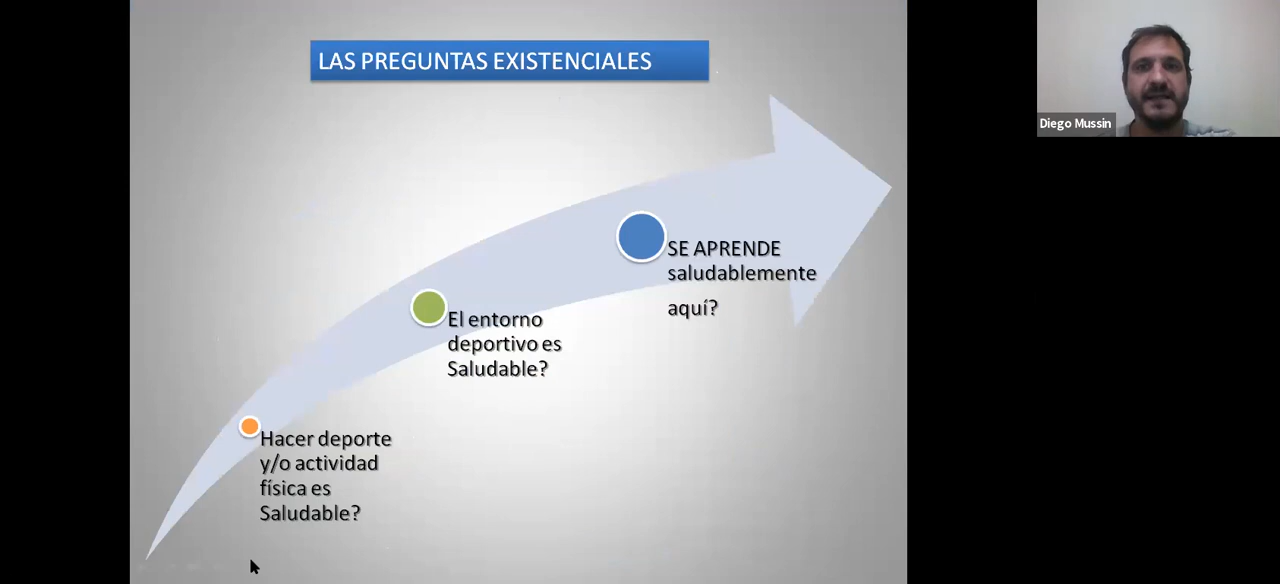 LAS PREGUNTAS EXISTENCIALES
Diego Mussin
SE APRENDE
saludablemente
aquí?
El entorno
deportivo es
Saludable?
Hacer deporte
y/o actividad
física es
Saludable?